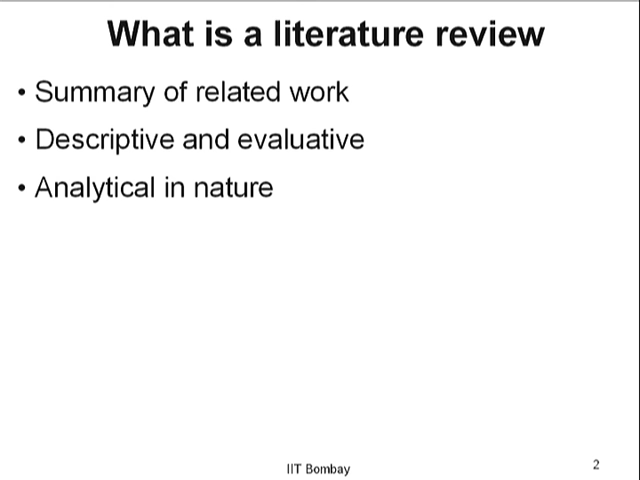 What is a literature review
• Summary of related work
• Descriptive and evaluative
• Analytical in nature
IIT Bombay
2